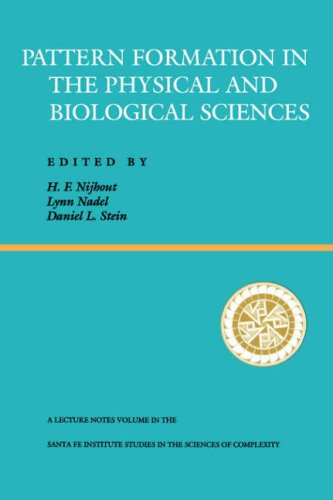 PATTERN FORMATION IN
THE PHYSICAL AND
BIOLOGICAL SCIENCES
EDITED BY
H. F. Nijhout
Lynn Nadel
Daniel L. Stein
A LECTURE NOTES VOLUME IN THE
SANTA FE INSTITUTE STUDIES IN THE SCIENCES OF COMPLEXITY